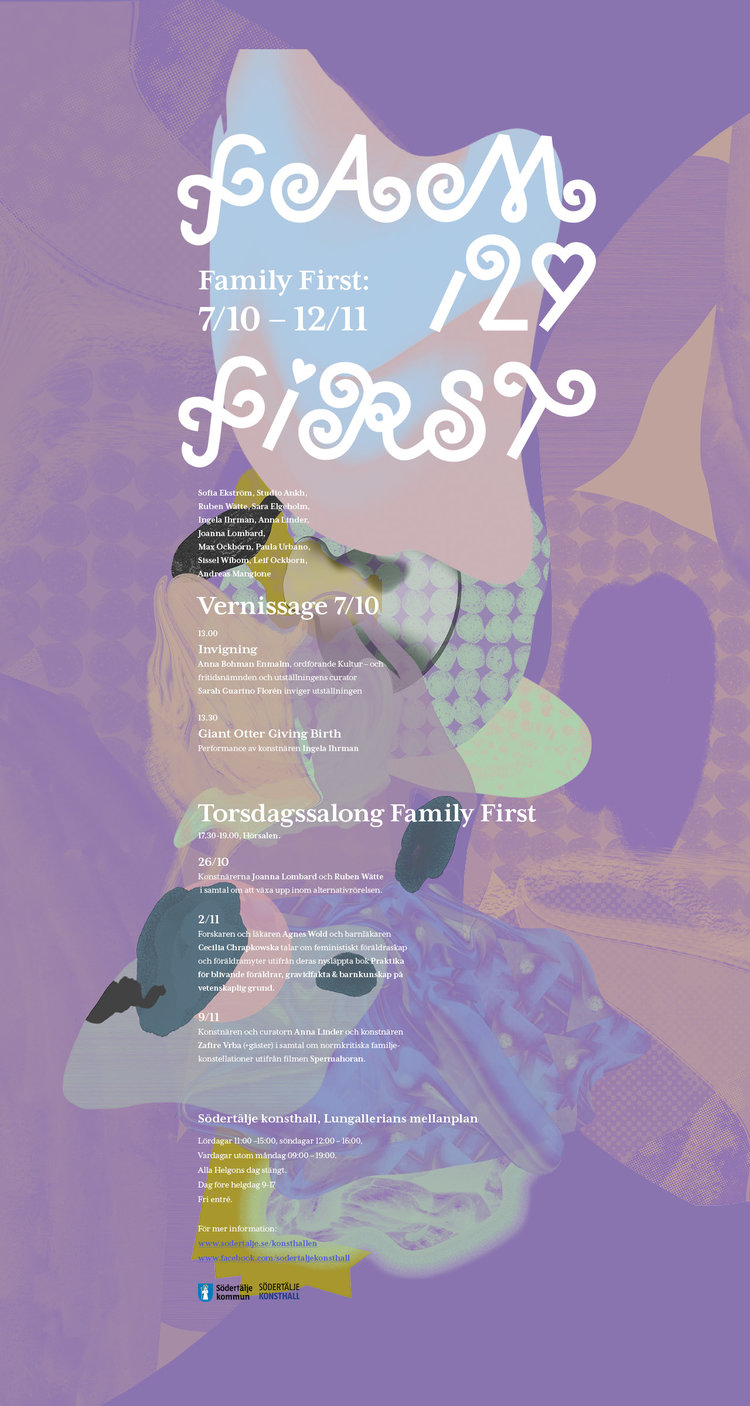 FAM
ILY
Family First:
7/10 – 12/11
FiRST
Sofia Ekström, Studio Ankh,
Ruben Wätte, Sara Elgeholm,
Ingela Ihrman, Anna Linder,
Joanna Lombard,
Max Ockborn, Paula Urbano,
Sissel Wibom, Leif Ockborn,
Andreas Mangione
Vernissage 7/10
13.00
Invigning
Anna Bohman Enmalm, ordförande Kultur – och
fritidsnämnden och utställningens curator
Sarah Guarino Florén inviger utställningen
13.30
Giant Otter Giving Birth
Performance av konstnären Ingela Ihrman
Torsdagssalong Family First
17.30-19.00, Hörsalen.
26/10
Konstnärerna Joanna Lombard och Ruben Wätte
i samtal om att växa upp inom alternativrörelsen.
2/11
Forskaren och läkaren Agnes Wold och barnläkaren
Cecilia Chrapkowska talar om feministiskt föräldraskap
och föräldramyter utifrån deras nysläppta bok Praktika
för blivande föräldrar, gravidfakta & barnkunskap på
vetenskaplig grund.
9/11
Konstnären och curatorn Anna Linder och konstnären
Zafire Vrba (+gäster) i samtal om normkritiska familje-
konstellationer utifrån filmen Spermahoran.
Södertälje konsthall, Lungallerians mellanplan
Lördagar 11:00 –15:00, söndagar 12:00 – 16:00,
Vardagar utom måndag 09:00 – 19:00.
Alla Helgons dag stängt.
Dag före helgdag 9-17
Fri entré.
För mer information:
www.sodertalje.se/konsthallen
www.facebook.com/sodertaljekonsthall
Södertälje
kommun
SÖDERTÄLJE
KONSTHALL